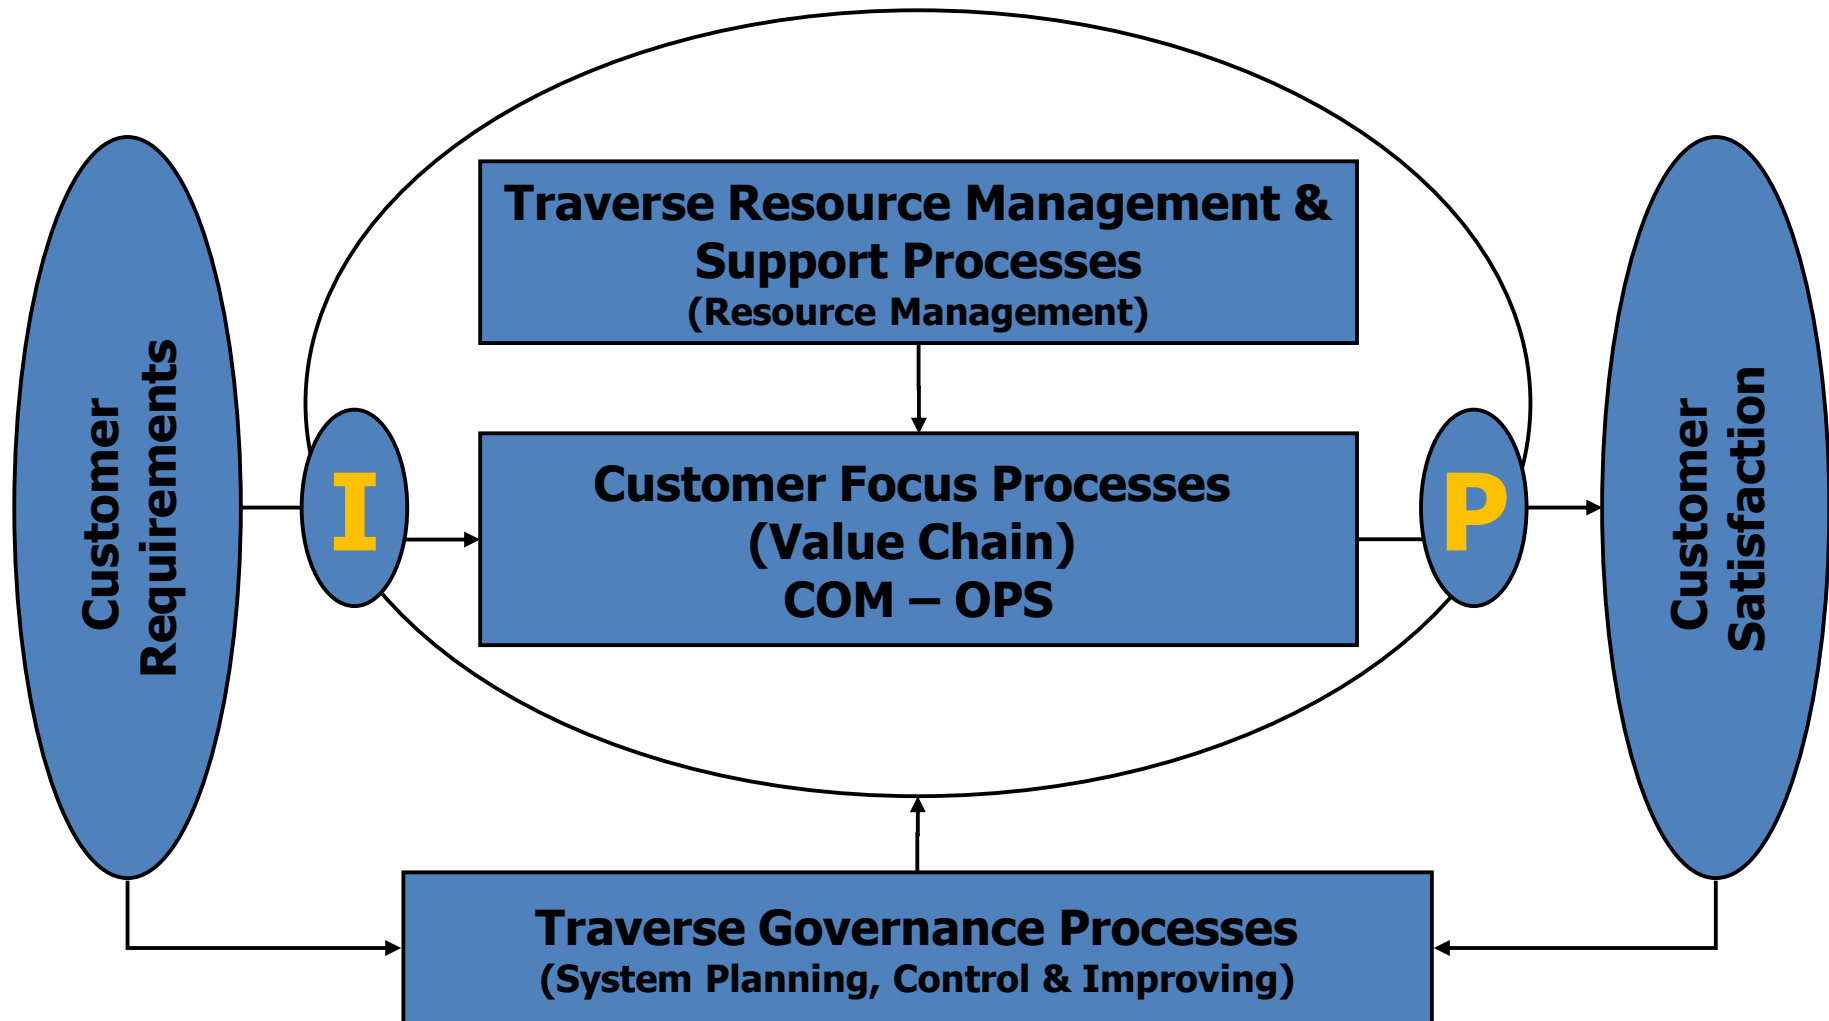 Customer
Requirements
I
Traverse Resource Management &
Support Processes
(Resource Management)
Customer Focus Processes
(Value Chain)
COM – OPS
P
Customer
Satisfaction
Traverse Governance Processes
(System Planning, Control & Improving)